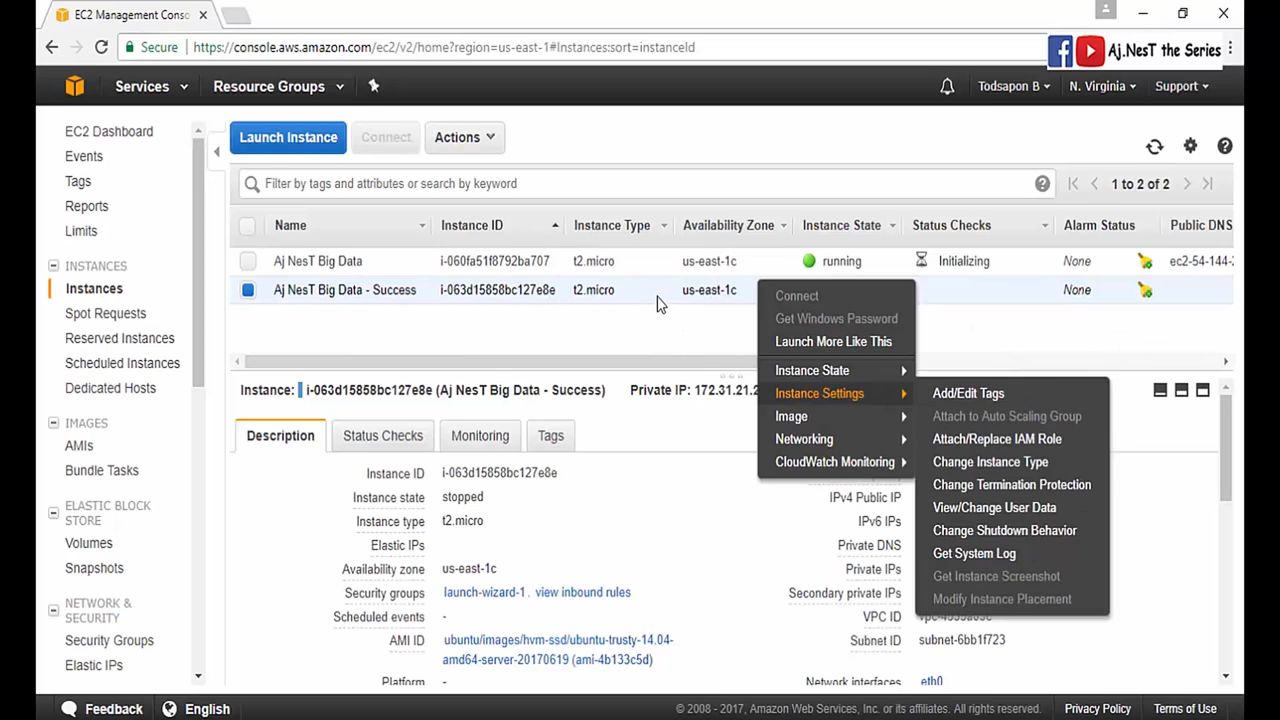 EC2 Management Conso
Secure https://console.aws.amazon.com/ec2/v2/home?region=us-east-1#Instances:sort=instanceId
Aj.NesT the Series
Services Resource Groups Todsapon B N. Virginia Support
EC2 Dashboard
Events
Tags
Reports
Limits
INSTANCES
Instances
Spot Requests
Reserved Instances
Scheduled Instances
Dedicated Hosts
IMAGES
AMIs
Bundle Tasks
ELASTIC BLOCK
STORE
Volumes
Snapshots
NETWORK &
SECURITY
Security Groups
Elastic IPs
Launch Instance Connect Actions
Filter by tags and attributes or search by keyword 1 to 2 of 2
Name Instance ID Instance Type Availability Zone Instance State Status Checks Alarm Status Public DNS
Aj NesT Big Data i-060fa51f8792ba707 t2.micro us-east-1c running Initializing None ec2-54-144-2
Aj NesT Big Data - Success i-063d15858bc127e8e t2.micro us-east-1c None
Connect
Get Windows Password
Launch More Like This
Instance State
Instance Settings
Image
Networking
CloudWatch Monitoring
Add/Edit Tags
Attach to Auto Scaling Group
Attach/Replace IAM Role
Change Instance Type
Change Termination Protection
View/Change User Data
Change Shutdown Behavior
Get System Log
Get Instance Screenshot
Modify Instance Placement
Instance: i-063d15858bc127e8e (Aj NesT Big Data - Success) Private IP: 172.31.21.2
Description Status Checks Monitoring Tags
Instance ID i-063d15858bc127e8e
Instance state stopped IPv4 Public IP
Instance type t2.micro IPv6 IPs
Elastic IPs Private DNS
Availability zone us-east-1c Private IPs
Security groups launch-wizard-1. view inbound rules Secondary private IPs
Scheduled events - VPC ID
AMI ID ubuntu/images/hvm-ssd/ubuntu-trusty-14.04- Subnet ID subnet-6bb1f723
amd64-server-20170619 (ami-4b133c5d)
Platform - Network interfaces eth0
Feedback English © 2008 - 2017, Amazon Web Services, Inc. or its affiliates. All rights reserved. Privacy Policy Terms of Use